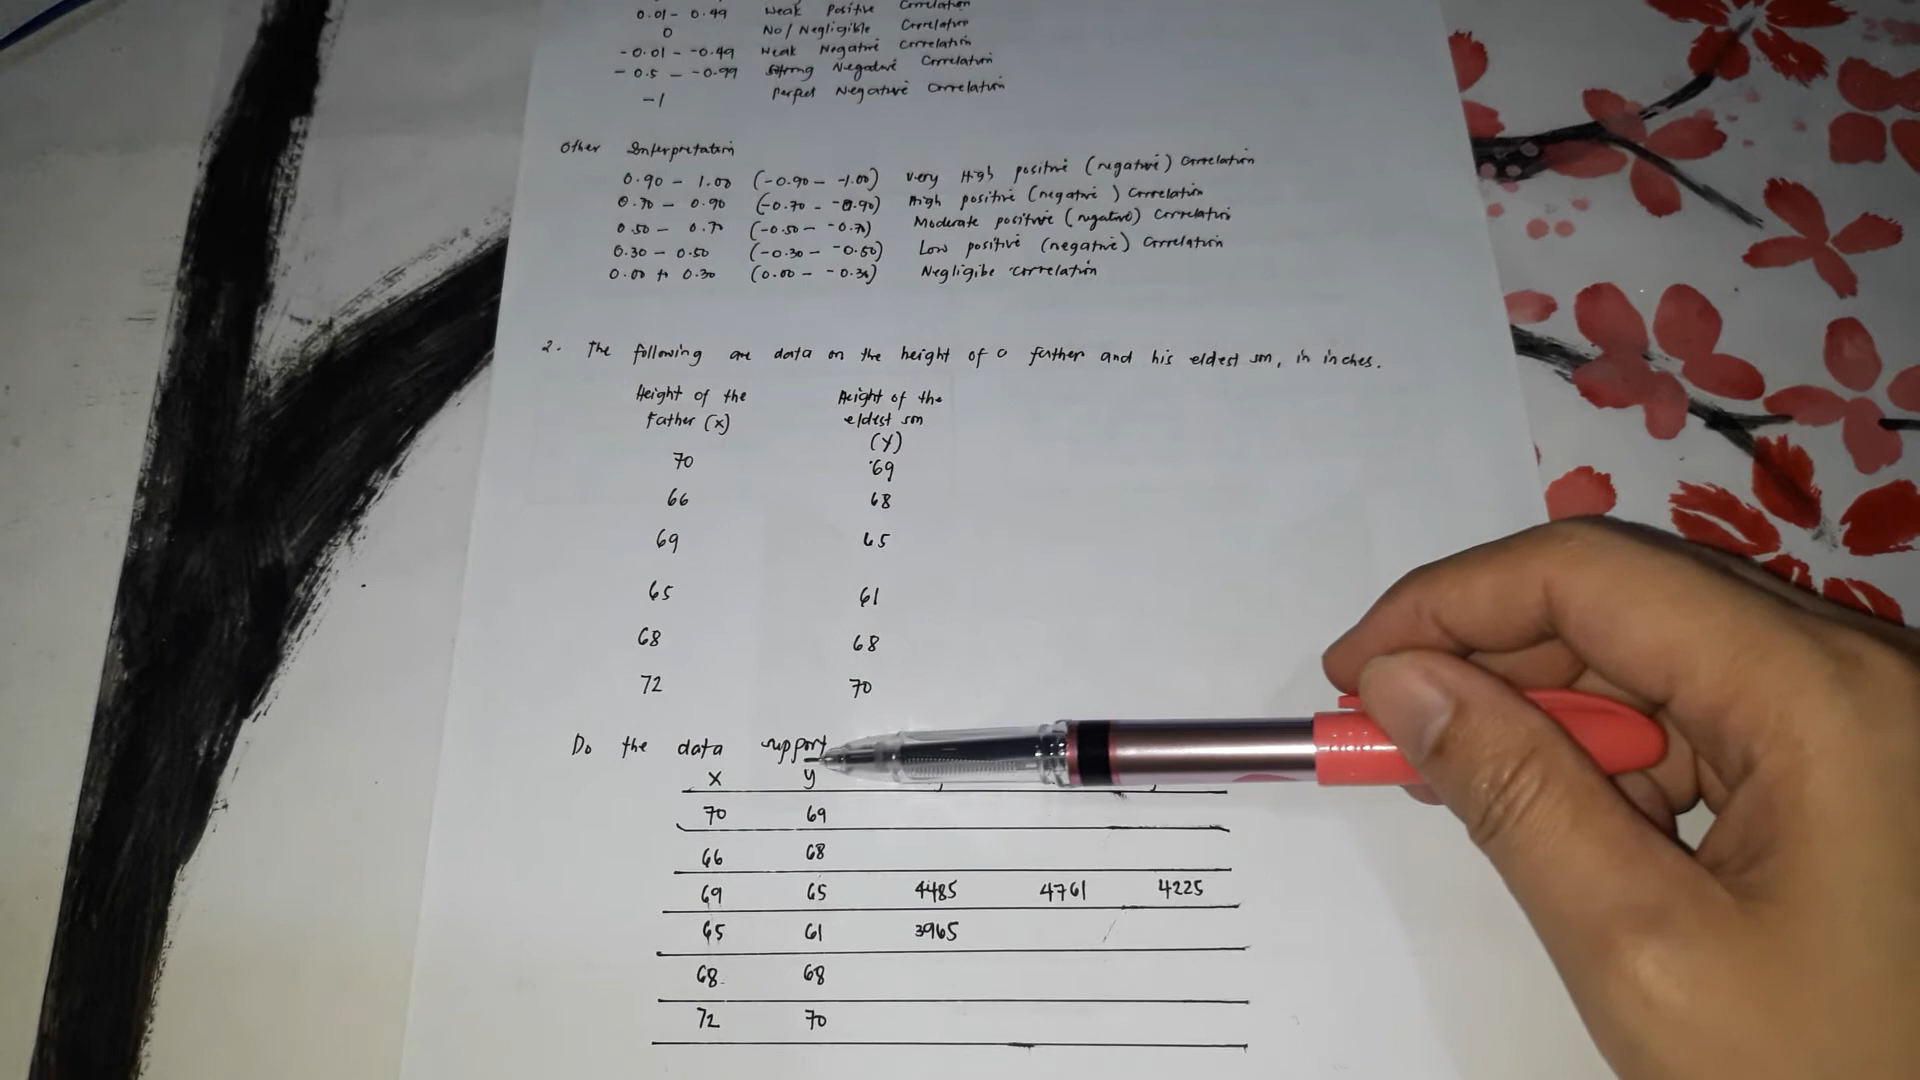 0.01 - 0.49 Weak Positive Correlation
0 No/Negligible Correlation
-0.01 - -0.49 Weak Negative Correlation
-0.5 - -0.99 Strong Negative Correlation
-1 Perfect Negative Correlation
Other Interpretation
0.90 - 1.00 (-0.90 - -1.00) Very High positive (negative) Correlation
0.70 - 0.90 (-0.70 - -0.90) High positive (negative) Correlation
0.50 - 0.70 (-0.50 - -0.70) Moderate positive (negative) Correlation
0.30 - 0.50 (-0.30 - -0.50) Low positive (negative) Correlation
0.00 to 0.30 (0.00 - -0.30) Negligibe correlation
2. The following are data on the height of a father and his eldest son, in inches.
Height of the Height of the
Father (x) eldest son
(y)
70 69
66 68
69 65
65 61
68 68
72 70
Do the data support
x y
70 69
66 68
69 65 4485 4761 4225
65 61 3965
68 68
72 70